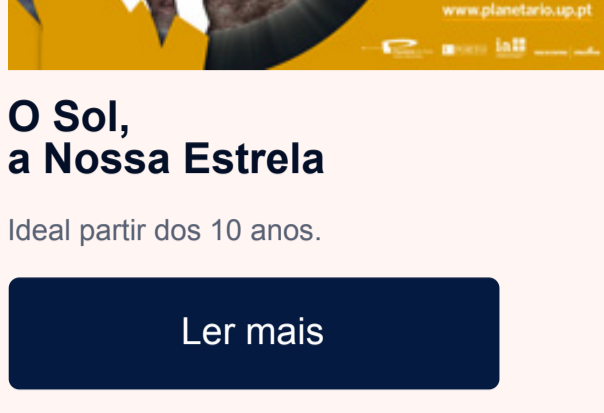 www.planetario.up.pt
O Sol,
a Nossa Estrela
Ideal partir dos 10 anos.
Ler mais